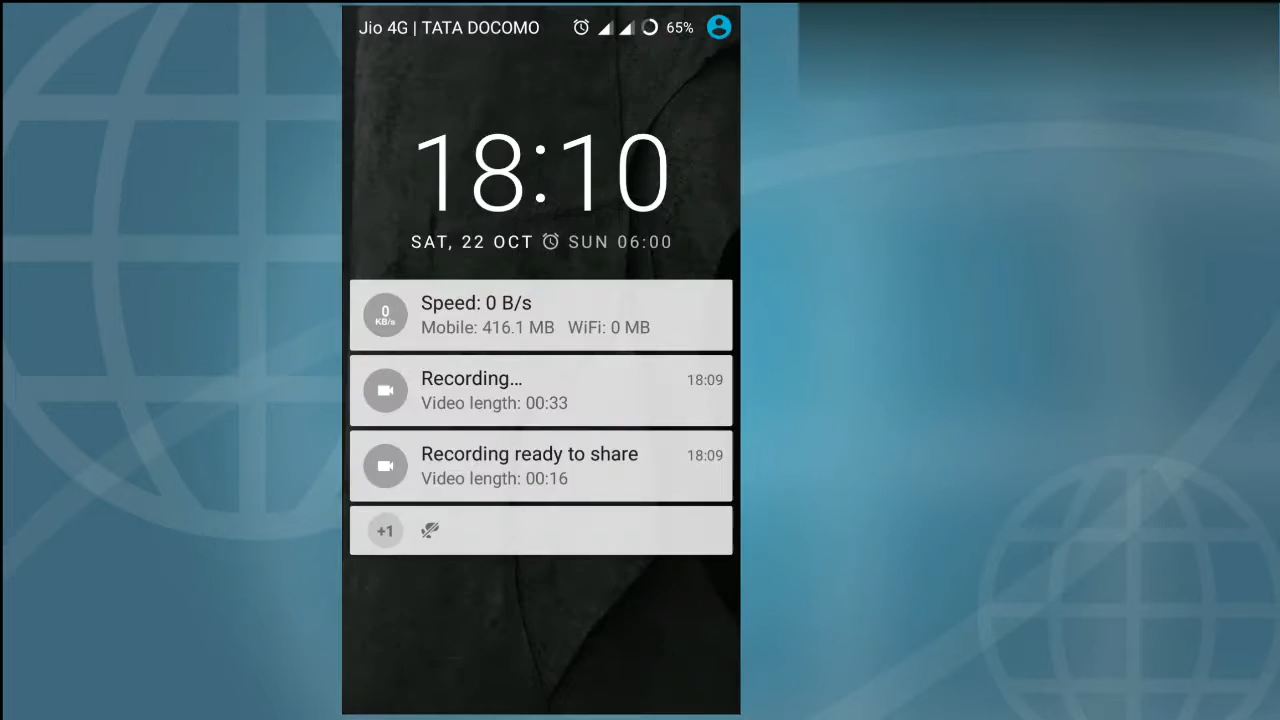 Jio 4G | TATA DOCOMO 65%
18:10
SAT, 22 OCT SUN 06:00
0 KB/s
Speed: 0 B/s
Mobile: 416.1 MB WiFi: 0 MB
Recording... 18:09
Video length: 00:33
Recording ready to share 18:09
Video length: 00:16
+1